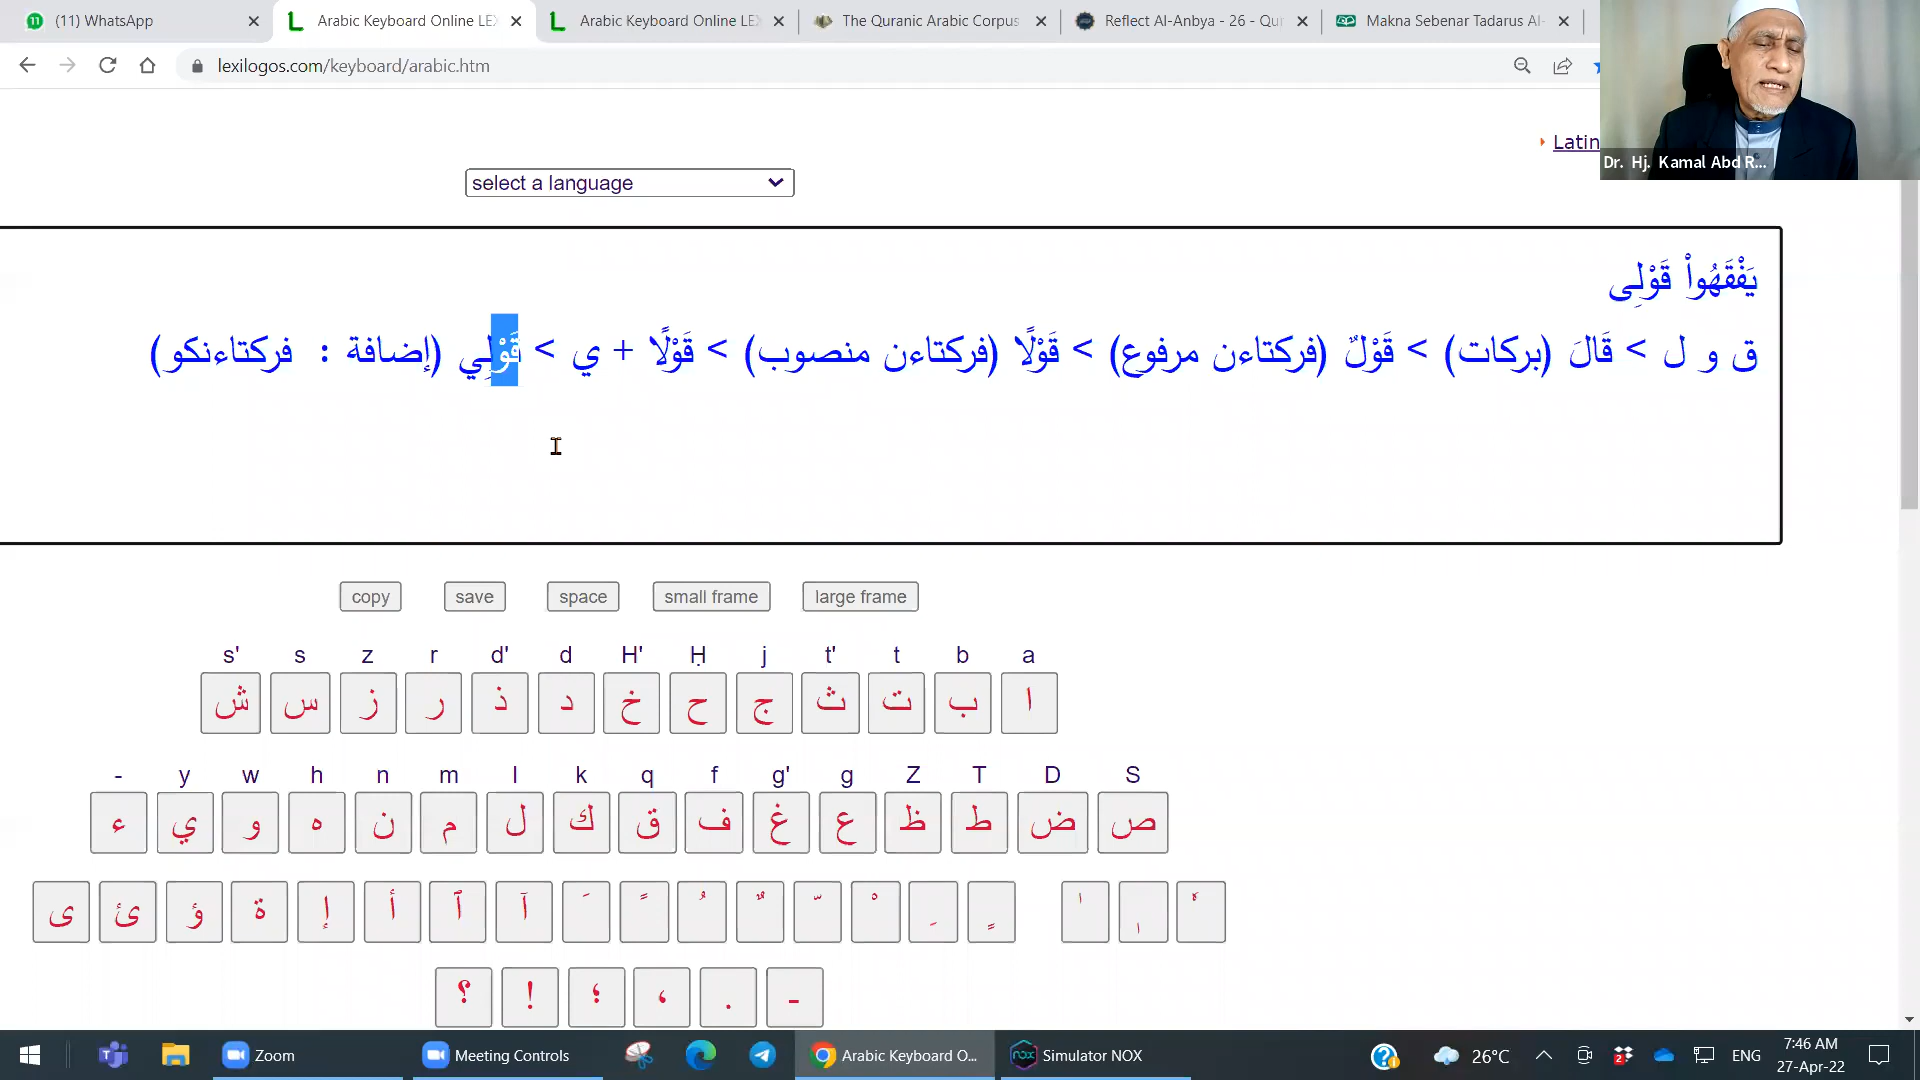 (11) WhatsApp
Arabic Keyboard Online LEX
Arabic Keyboard Online LEX
The Quranic Arabic Corpus
Reflect Al-Anbya - 26 - Qur
Makna Sebenar Tadarus Al-
lexilogos.com/keyboard/arabic.htm
Latin
Dr. Hj. Kamal Abd R...
select a language
يَفْقَهُوا۟ قَوْلِى
ق و ل > قَالَ (بركات) > قَوْلٌ (فركتاءن مرفوع) > قَوْلًا (فركتاءن منصوب) > قَوْلًا + ي > قَوْلِي (إضافة : فركتاءنكو)
copy save space small frame large frame
s' s z r d' d H' Ḥ j t' t b a
ش س ز ر ذ د خ ح ج ث ت ب ا
- y w h n m l k q f g' g Z T D S
ء ي و ه ن م ل ك ق ف غ ع ظ ط ض ص
ى ئ ؤ ة إ أ ٱ آ َ ً ُ ٌ ّ ْ ِ ٍ ٰ ٖ ٗ
؟ ! ؛ ، . -
Zoom
Meeting Controls
Arabic Keyboard O...
Simulator NOX
26°C
ENG
7:46 AM
27-Apr-22